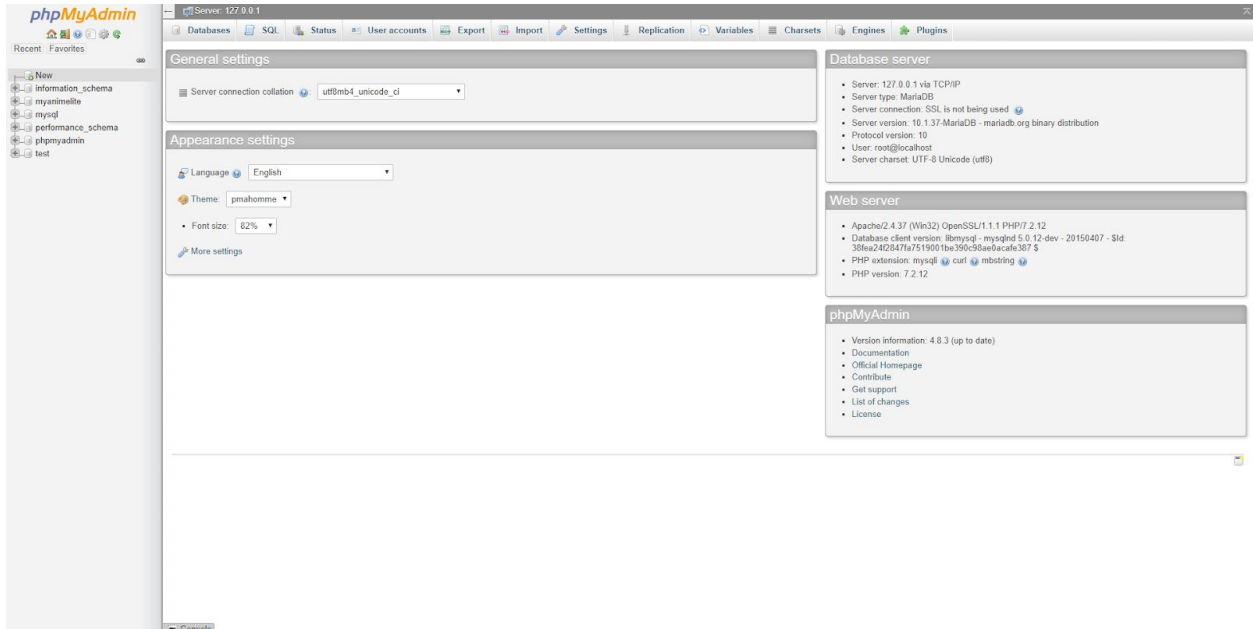 phpMyAdmin
Recent Favorites
New
information_schema
myanimelite
mysql
performance_schema
phpmyadmin
test
Server: 127.0.0.1
Databases SQL Status User accounts Export Import Settings Replication Variables Charsets Engines Plugins
General settings
Server connection collation : utf8mb4_unicode_ci
Appearance settings
Language English
Theme: pmahomme
• Font size: 82%
More settings
Database server
• Server: 127.0.0.1 via TCP/IP
• Server type: MariaDB
• Server connection: SSL is not being used
• Server version: 10.1.37-MariaDB - mariadb.org binary distribution
• Protocol version: 10
• User: root@localhost
• Server charset: UTF-8 Unicode (utf8)
Web server
• Apache/2.4.37 (Win32) OpenSSL/1.1.1 PHP/7.2.12
• Database client version: libmysql - mysqlnd 5.0.12-dev - 20150407 - $Id:
38fea24f2847fa7519001be390c98ae0acafe387 $
• PHP extension: mysqli curl mbstring
• PHP version: 7.2.12
phpMyAdmin
• Version information: 4.8.3 (up to date)
• Documentation
• Official Homepage
• Contribute
• Get support
• List of changes
• License
Console